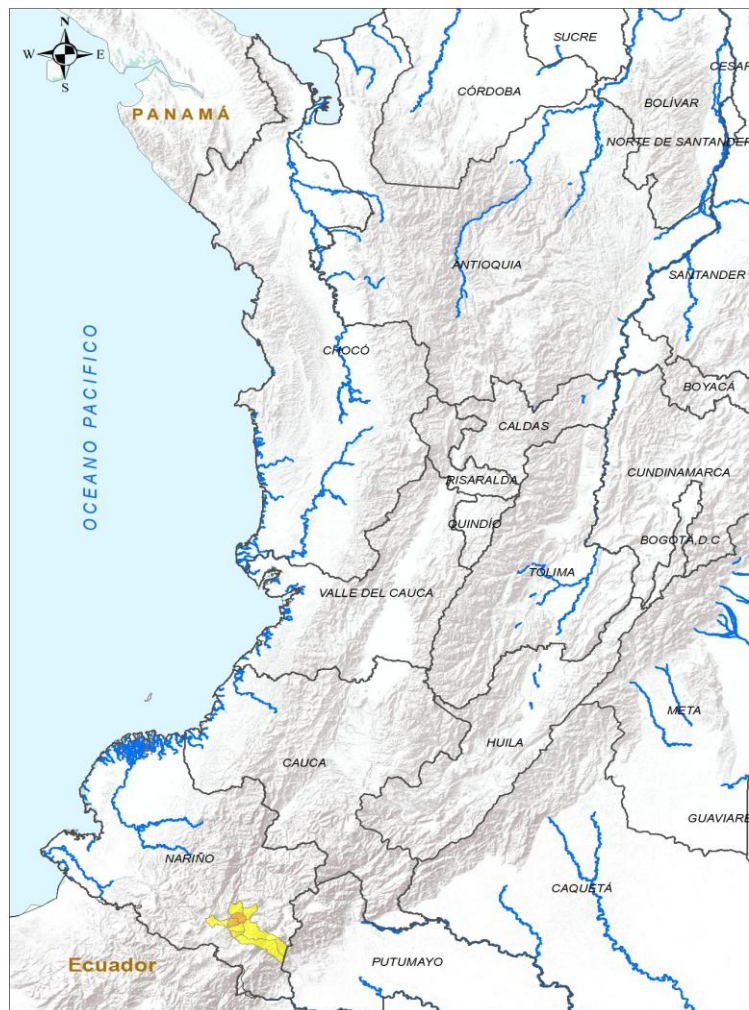 N
W E
S
PANAMÁ
SUCRE
CESAR
CÓRDOBA
BOLÍVAR
NORTE DE SANTANDER
ANTIOQUIA
SANTANDER
OCEANO PACIFICO
CHOCÓ
BOYACÁ
CALDAS
CUNDINAMARCA
RISARALDA
QUINDÍO
BOGOTÁ, D.C
TOLIMA
VALLE DEL CAUCA
META
HUILA
CAUCA
GUAVIARE
NARIÑO
CAQUETÁ
PUTUMAYO
Ecuador